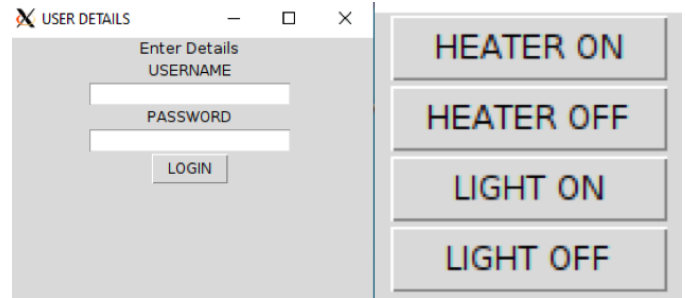 USER DETAILS
Enter Details
USERNAME
PASSWORD
LOGIN
HEATER ON
HEATER OFF
LIGHT ON
LIGHT OFF